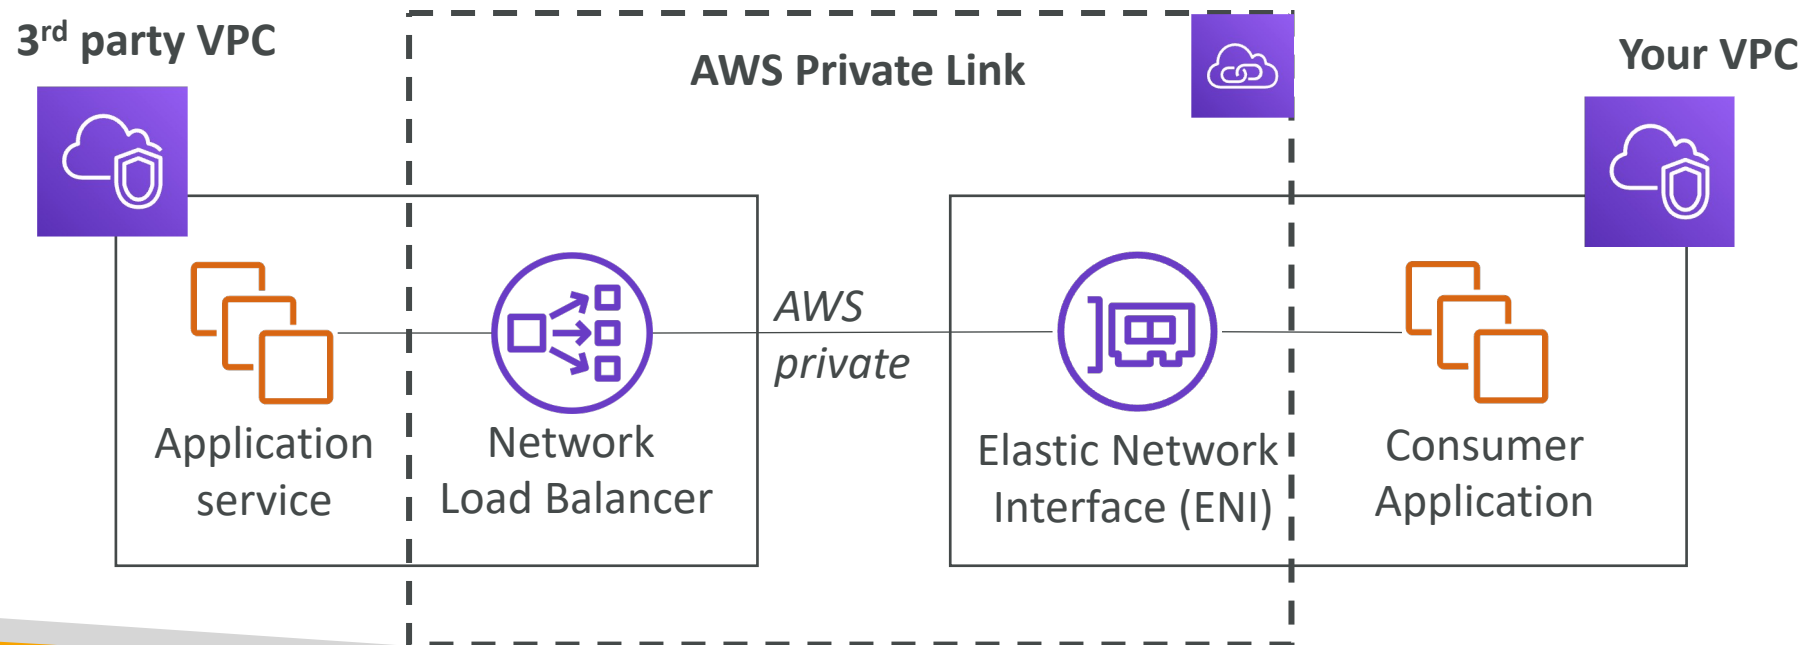 3rd party VPC
AWS Private Link
Your VPC
AWS
private
Application
service
Network
Load Balancer
Elastic Network
Interface (ENI)
Consumer
Application